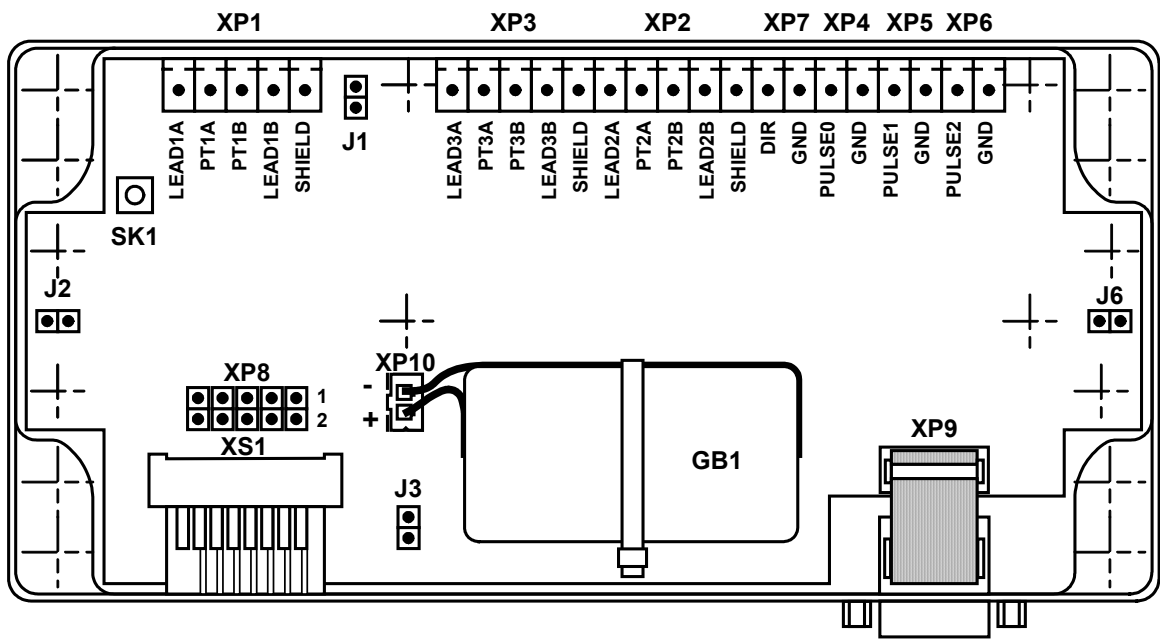 XP1 XP3 XP2 XP7 XP4 XP5 XP6
J1
LEAD1A
PT1A
PT1B
LEAD1B
SHIELD
LEAD3A
PT3A
PT3B
LEAD3B
SHIELD
LEAD2A
PT2A
PT2B
LEAD2B
SHIELD
DIR
GND
PULSE0
GND
PULSE1
GND
PULSE2
GND
SK1
J2
J6
XP8
1
2
XP10
-
+
XS1
J3
GB1
XP9